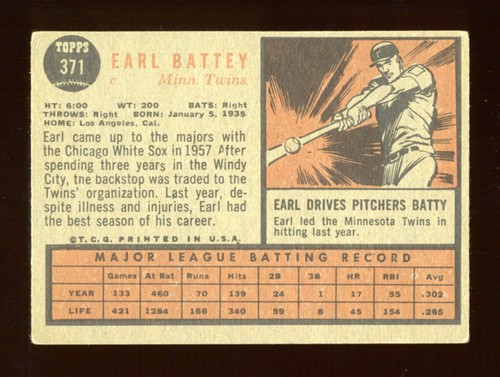 TOPPS
371
EARL BATTEY
c Minn. Twins
HT: 6:00 WT: 200 BATS: Right
THROWS: Right BORN: January 5, 1935
HOME: Los Angeles, Cal.
Earl came up to the majors with
the Chicago White Sox in 1957 After
spending three years in the Windy
City, the backstop was traded to the
Twins' organization. Last year, de-
spite illness and injuries, Earl had
the best season of his career.
©T.C.G. PRINTED IN U.S.A.
EARL DRIVES PITCHERS BATTY
Earl led the Minnesota Twins in
hitting last year.
MAJOR LEAGUE BATTING RECORD
Games At Bat Runs Hits 2B 3B HR RBI Avg
YEAR 133 460 70 139 24 1 17 55 .302
LIFE 421 1284 166 340 59 8 45 154 .265